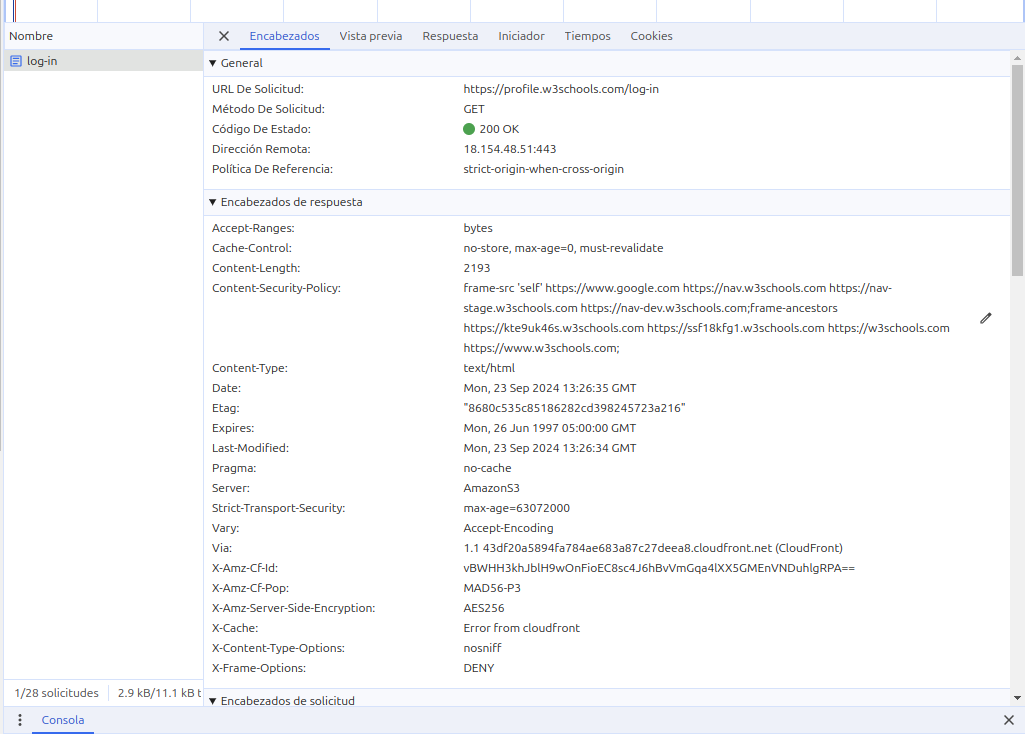 Nombre
Encabezados Vista previa Respuesta Iniciador Tiempos Cookies
log-in
General
URL De Solicitud: https://profile.w3schools.com/log-in
Método De Solicitud: GET
Código De Estado: 200 OK
Dirección Remota: 18.154.48.51:443
Política De Referencia: strict-origin-when-cross-origin
Encabezados de respuesta
Accept-Ranges: bytes
Cache-Control: no-store, max-age=0, must-revalidate
Content-Length: 2193
Content-Security-Policy: frame-src 'self' https://www.google.com https://nav.w3schools.com https://nav-
stage.w3schools.com https://nav-dev.w3schools.com;frame-ancestors
https://kte9uk46s.w3schools.com https://ssf18kfg1.w3schools.com https://w3schools.com
https://www.w3schools.com;
Content-Type: text/html
Date: Mon, 23 Sep 2024 13:26:35 GMT
Etag: "8680c535c85186282cd398245723a216"
Expires: Mon, 26 Jun 1997 05:00:00 GMT
Last-Modified: Mon, 23 Sep 2024 13:26:34 GMT
Pragma: no-cache
Server: AmazonS3
Strict-Transport-Security: max-age=63072000
Vary: Accept-Encoding
Via: 1.1 43df20a5894fa784ae683a87c27deea8.cloudfront.net (CloudFront)
X-Amz-Cf-Id: vBWHH3khJblH9wOnFioEC8sc4J6hBvVmGqa4lXX5GMEnVNDuhlgRPA==
X-Amz-Cf-Pop: MAD56-P3
X-Amz-Server-Side-Encryption: AES256
X-Cache: Error from cloudfront
X-Content-Type-Options: nosniff
X-Frame-Options: DENY
Encabezados de solicitud
1/28 solicitudes 2.9 kB/11.1 kB t
Consola